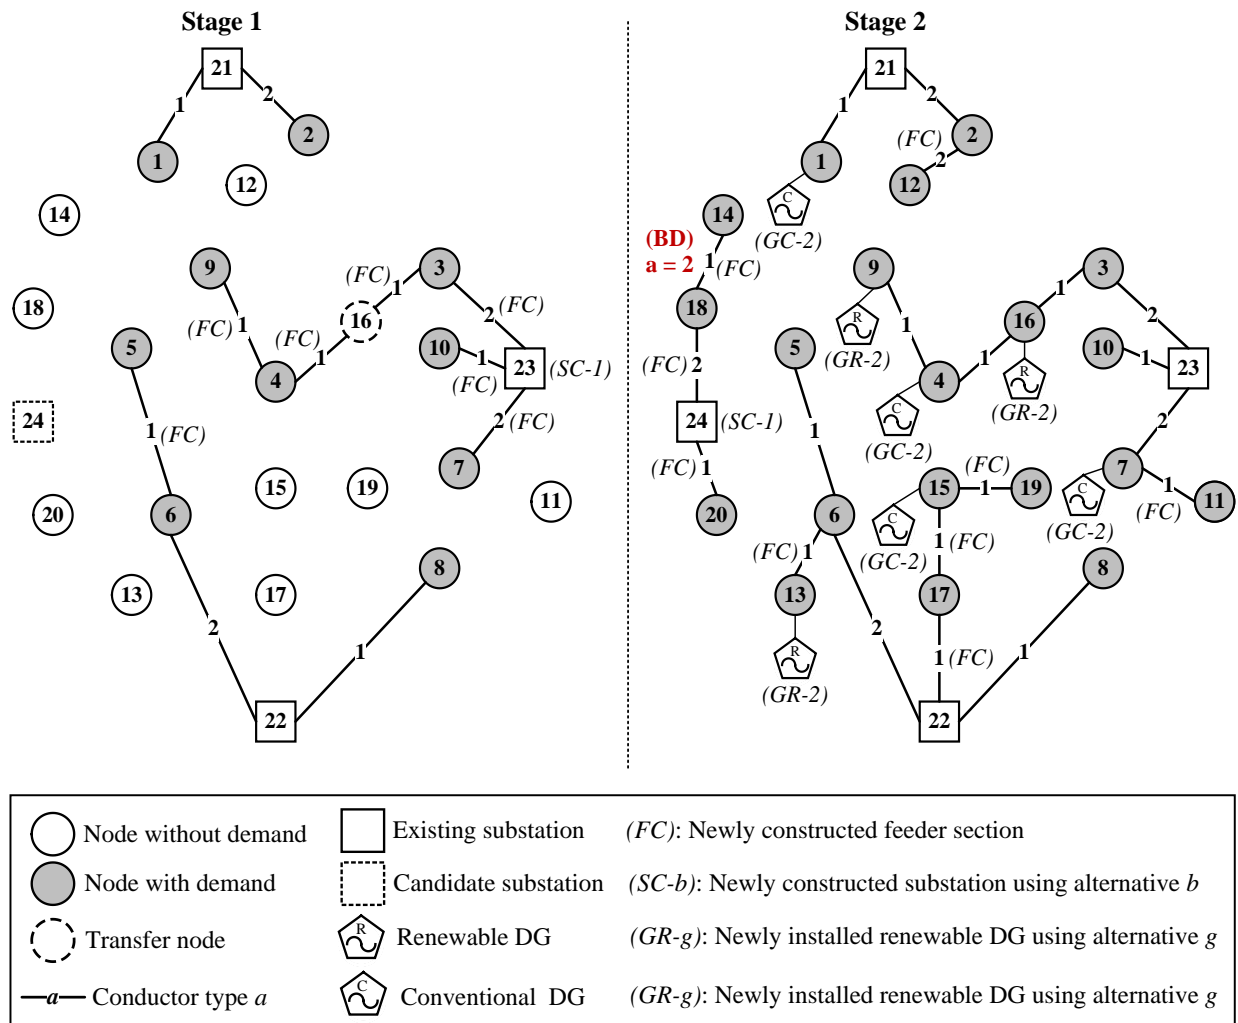 Stage 1
21
1
2
1
2
12
14
9
(FC)
1
3
18
16
(FC)
1
(FC)
2
(FC)
5
10
1
(FC)
23
(SC-1)
4
1
24
1
(FC)
2
(FC)
7
15
19
11
20
6
8
13
17
2
1
22
Stage 2
21
1
2
(FC)
2
1
2
12
C
(GC-2)
14
(BD)
a = 2
1
(FC)
9
3
R
(GR-2)
1
1
18
16
2
5
10
1
23
(FC)
2
4
1
R
(GR-2)
C
(GC-2)
24
(SC-1)
1
2
(FC)
1
7
15
(FC)
1
19
C
(GC-2)
1
(FC)
11
20
6
C
(GC-2)
1
(FC)
8
(FC)
1
13
17
2
R
(GR-2)
1
(FC)
1
22
Node without demand
Existing substation
(FC): Newly constructed feeder section
Node with demand
Candidate substation
(SC-b): Newly constructed substation using alternative b
Transfer node
R
Renewable DG
(GR-g): Newly installed renewable DG using alternative g
a
Conductor type a
C
Conventional DG
(GR-g): Newly installed renewable DG using alternative g